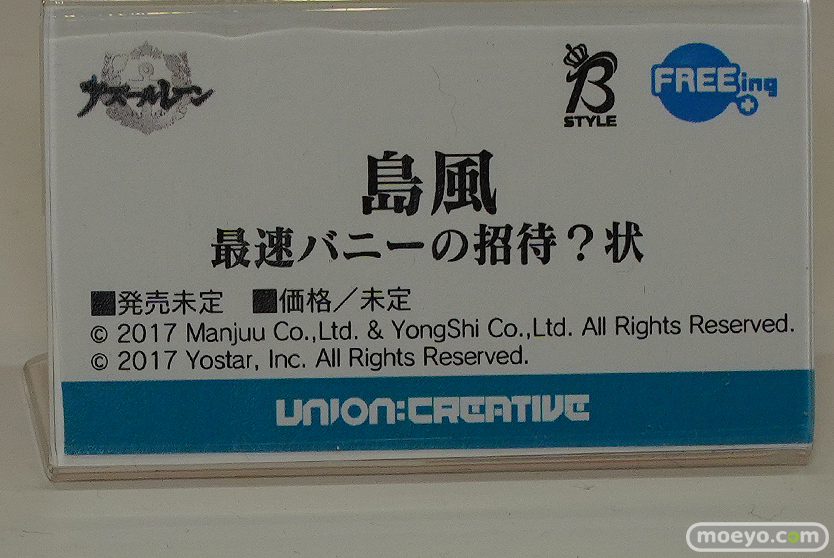 アズールレーン
B STYLE
FREEing
島風
最速バニーの招待？状
■発売未定 ■価格／未定
© 2017 Manjuu Co.,Ltd. & YongShi Co.,Ltd. All Rights Reserved.
© 2017 Yostar, Inc. All Rights Reserved.
UNION:CREATIVE
moeyo.com